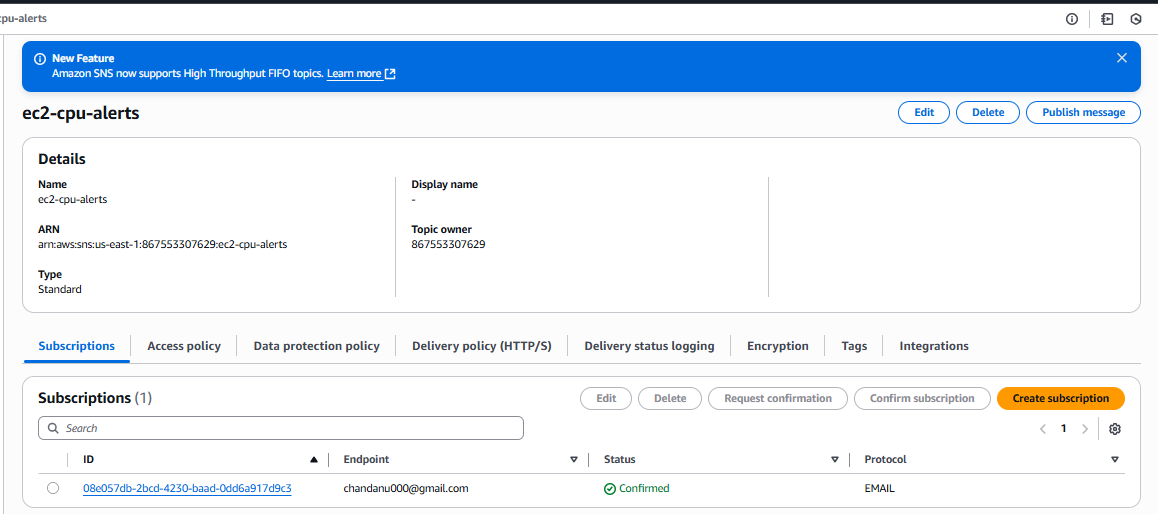 cpu-alerts
New Feature
Amazon SNS now supports High Throughput FIFO topics. Learn more
ec2-cpu-alerts
Edit
Delete
Publish message
Details
Name
ec2-cpu-alerts
Display name
-
ARN
arn:aws:sns:us-east-1:867553307629:ec2-cpu-alerts
Topic owner
867553307629
Type
Standard
Subscriptions
Access policy
Data protection policy
Delivery policy (HTTP/S)
Delivery status logging
Encryption
Tags
Integrations
Subscriptions (1)
Edit
Delete
Request confirmation
Confirm subscription
Create subscription
Search
1
ID
Endpoint
Status
Protocol
08e057db-2bcd-4230-baad-0dd6a917d9c3
chandanu000@gmail.com
Confirmed
EMAIL